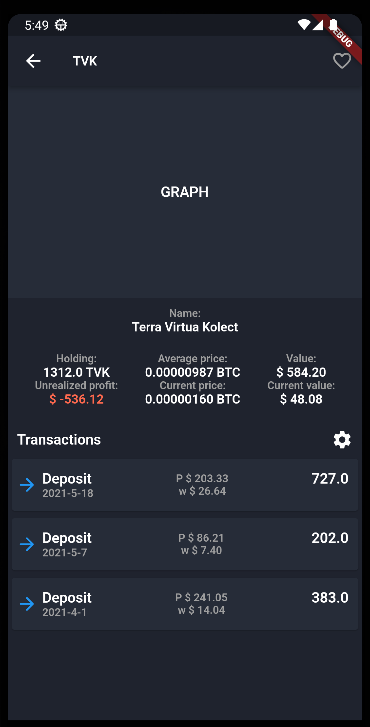 5:49
DEBUG
TVK
GRAPH
Name:
Terra Virtua Kolect
Holding: Average price: Value:
1312.0 TVK 0.00000987 BTC $ 584.20
Unrealized profit: Current price: Current value:
$ -536.12 0.00000160 BTC $ 48.08
Transactions
Deposit P $ 203.33 727.0
2021-5-18 w $ 26.64
Deposit P $ 86.21 202.0
2021-5-7 w $ 7.40
Deposit P $ 241.05 383.0
2021-4-1 w $ 14.04